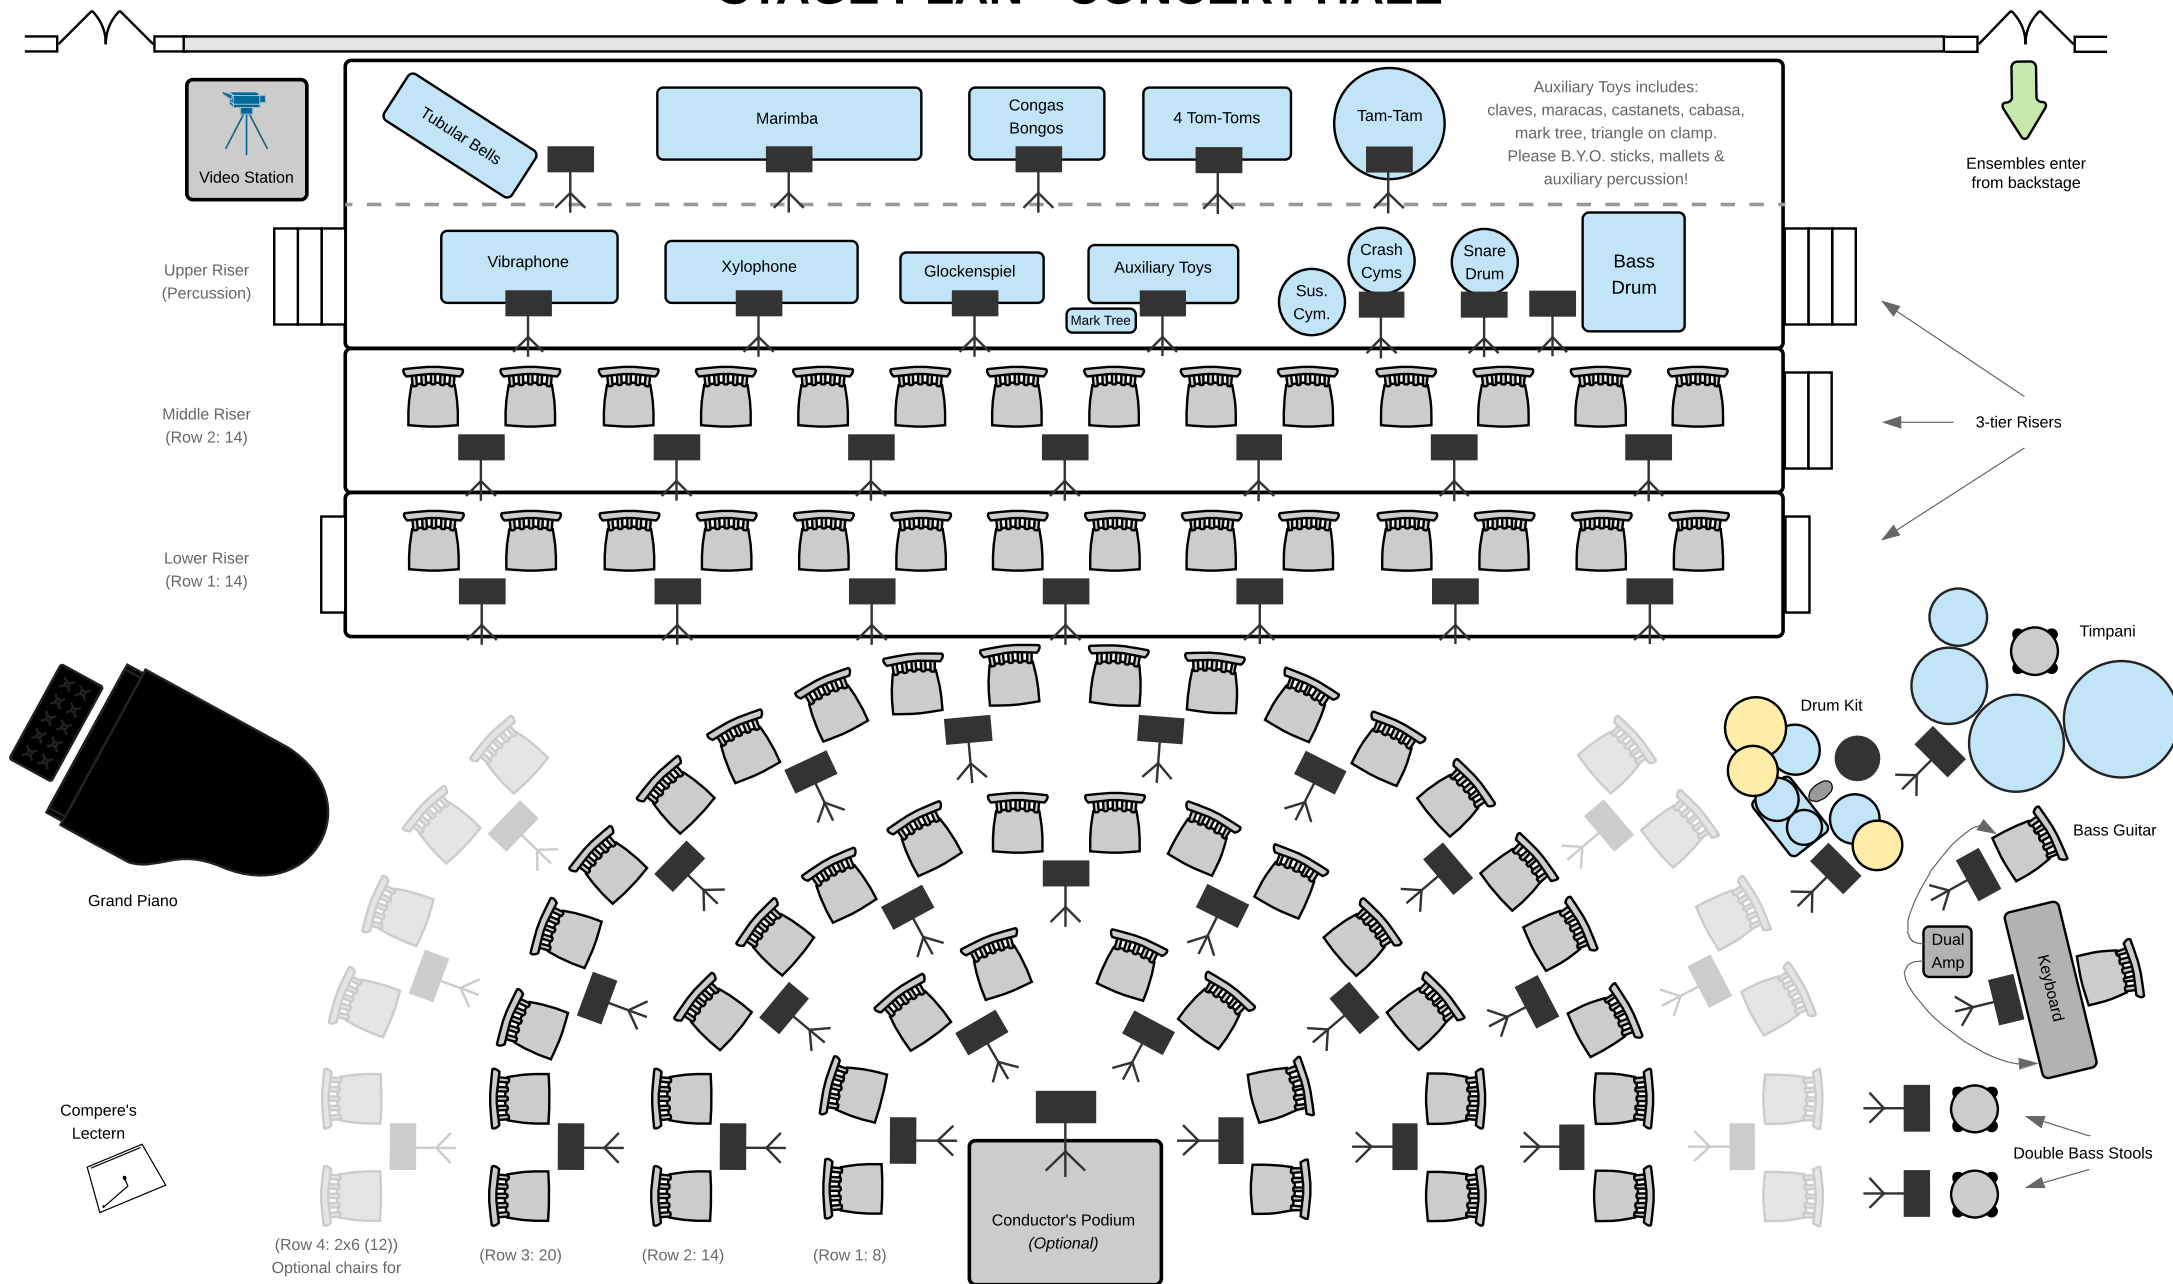 STAGE PLAN - CONCERT HALL
Video Station
Tubular Bells
Marimba
Congas
Bongos
4 Tom-Toms
Tam-Tam
Auxiliary Toys includes:
claves, maracas, castanets, cabasa,
mark tree, triangle on clamp.
Please B.Y.O. sticks, mallets &
auxiliary percussion!
Ensembles enter
from backstage
Upper Riser
(Percussion)
Vibraphone
Xylophone
Glockenspiel
Auxiliary Toys
Mark Tree
Sus.
Cym.
Crash
Cyms
Snare
Drum
Bass
Drum
Middle Riser
(Row 2: 14)
3-tier Risers
Lower Riser
(Row 1: 14)
Timpani
Drum Kit
Bass Guitar
Grand Piano
Dual
Amp
Keyboard
Compere's
Lectern
Double Bass Stools
Conductor's Podium
(Optional)
(Row 4: 2x6 (12))
Optional chairs for
(Row 3: 20)
(Row 2: 14)
(Row 1: 8)